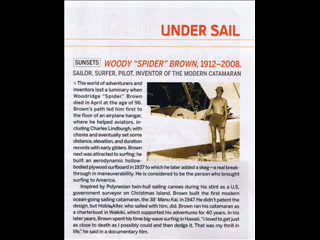 UNDER SAIL
SUNSETS WOODY "SPIDER" BROWN, 1912–2008.
SAILOR, SURFER, PILOT, INVENTOR OF THE MODERN CATAMARAN
> The world of adventurers and
inventors lost a luminary when
Woodridge "Spider" Brown
died in April at the age of 96.
Brown's path led him first to
the floor of an airplane hangar,
where he helped aviators, in-
cluding Charles Lindburgh, with
chores and eventually set some
distance, elevation, and duration
records with early gliders. Brown
next was attracted to surfing; he
built an aerodynamic hollow-
bodied plywood surfboard in 1937 to which he later added a skeg—a real break-
through in maneuverability. He is considered to be the person who brought
surfing to America.
Inspired by Polynesian twin-hull sailing canoes during his stint as a U.S.
government surveyor on Christmas Island, Brown built the first modern
ocean-going sailing catamaran, the 38' Manu Kai, in 1947. He didn't patent the
design, but Hobie Alter, who sailed with him, did. Brown ran his catamaran as
a charterboat in Waikiki, which supported his adventures for 40 years. In his
later years, Brown spent his time big-wave surfing in Hawaii. "I loved to get just
as close to death as I possibly could and then dodge it. That was my thrill in
life," he said in a documentary film.